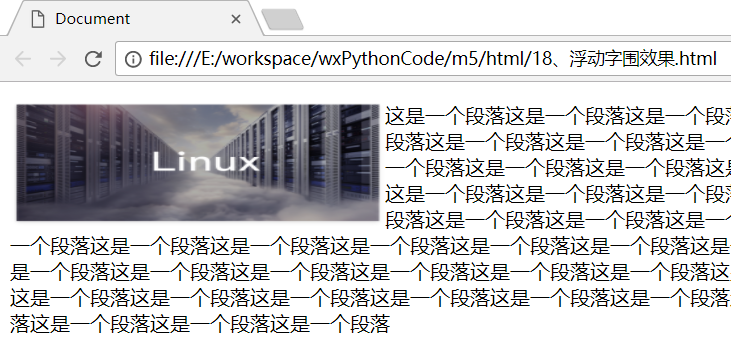 Document
file:///E:/workspace/wxPythonCode/m5/html/18、浮动字围效果.html
Linux
这是一个段落这是一个段落这是一个段
段落这是一个段落这是一个段落这是一
一个段落这是一个段落这是一个段落这
这是一个段落这是一个段落这是一个段
段落这是一个段落这是一个段落这是一
一个段落这是一个段落这是一个段落这是一个段落这是一个段落这是一个段落这
是一个段落这是一个段落这是一个段落这是一个段落这是一个段落这是一个段落
这是一个段落这是一个段落这是一个段落这是一个段落这是一个段落这是一个段
落这是一个段落这是一个段落这是一个段落